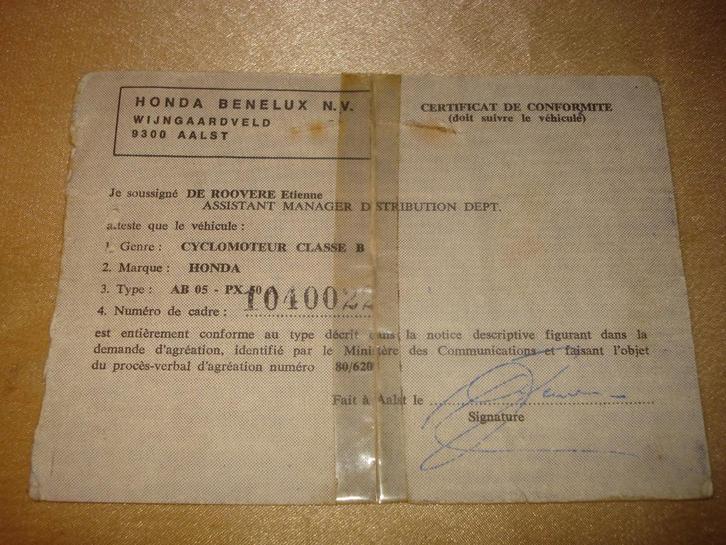 HONDA BENELUX N.V.
WIJNGAARDVELD
9300 AALST
CERTIFICAT DE CONFORMITE
(doit suivre le véhicule)
Je soussigné DE ROOVERE Etienne
ASSISTANT MANAGER DISTRIBUTION DEPT.
a.teste que le véhicule :
1. Genre : CYCLOMOTEUR CLASSE B
2. Marque : HONDA
3. Type : AB 05 - PX 50
4. Numéro de cadre : 1040022
est entièrement conforme au type décrit dans la notice descriptive figurant dans la
demande d'agréation, identifié par le Ministère des Communications et faisant l'objet
du procès-verbal d'agréation numéro 80/620
Fait à Aalst le
Signature